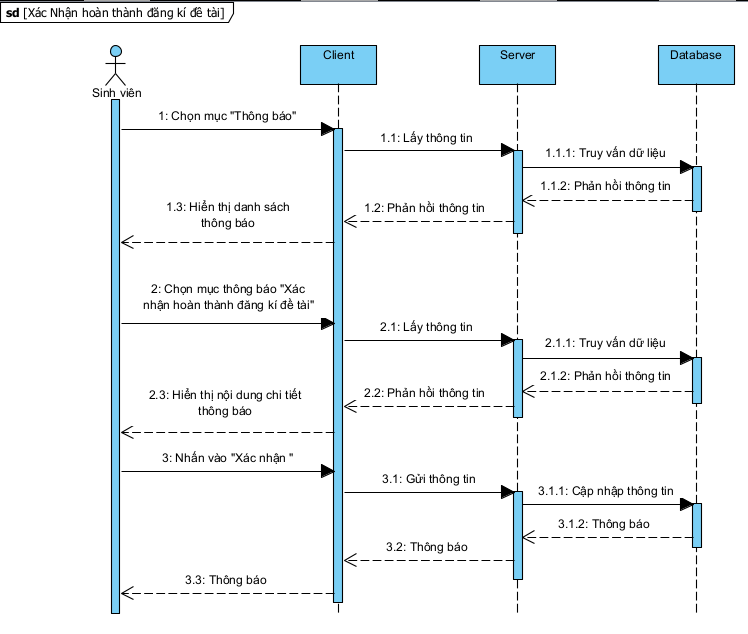 sd [Xác Nhận hoàn thành đăng kí đề tài]
Client
Server
Database
Sinh viên
1: Chọn mục "Thông báo"
1.1: Lấy thông tin
1.1.1: Truy vấn dữ liệu
1.1.2: Phản hồi thông tin
1.2: Phản hồi thông tin
1.3: Hiển thị danh sách
thông báo
2: Chọn mục thông báo "Xác
nhận hoàn thành đăng kí đề tài"
2.1: Lấy thông tin
2.1.1: Truy vấn dữ liệu
2.1.2: Phản hồi thông tin
2.2: Phản hồi thông tin
2.3: Hiển thị nội dung chi tiết
thông báo
3: Nhấn vào "Xác nhận "
3.1: Gửi thông tin
3.1.1: Cập nhập thông tin
3.1.2: Thông báo
3.2: Thông báo
3.3: Thông báo